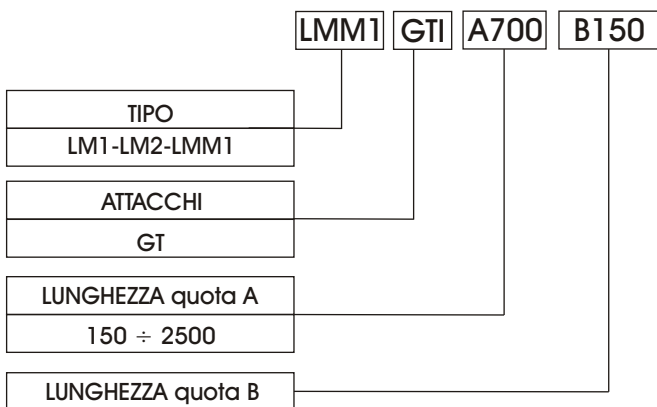 LMM1 GTI A700 B150
TIPO
LM1-LM2-LMM1
ATTACCHI
GT
LUNGHEZZA quota A
150 ÷ 2500
LUNGHEZZA quota B